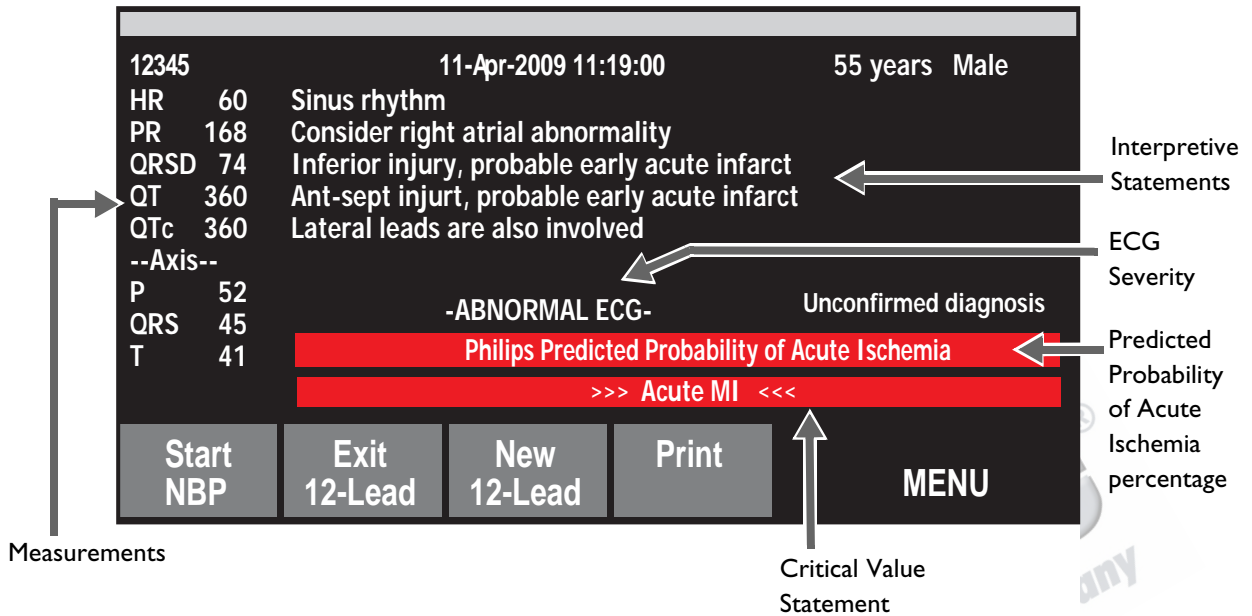 12345 11-Apr-2009 11:19:00 55 years Male
HR 60 Sinus rhythm
PR 168 Consider right atrial abnormality
QRSD 74 Inferior injury, probable early acute infarct
QT 360 Ant-sept injurt, probable early acute infarct
QTc 360 Lateral leads are also involved
--Axis--
P 52
QRS 45
T 41
-ABNORMAL ECG- Unconfirmed diagnosis
Philips Predicted Probability of Acute Ischemia
>>> Acute MI <<<
Start
NBP
Exit
12-Lead
New
12-Lead
Print
MENU
Interpretive
Statements
ECG
Severity
Predicted
Probability
of Acute
Ischemia
percentage
Measurements
Critical Value
Statement
®
any